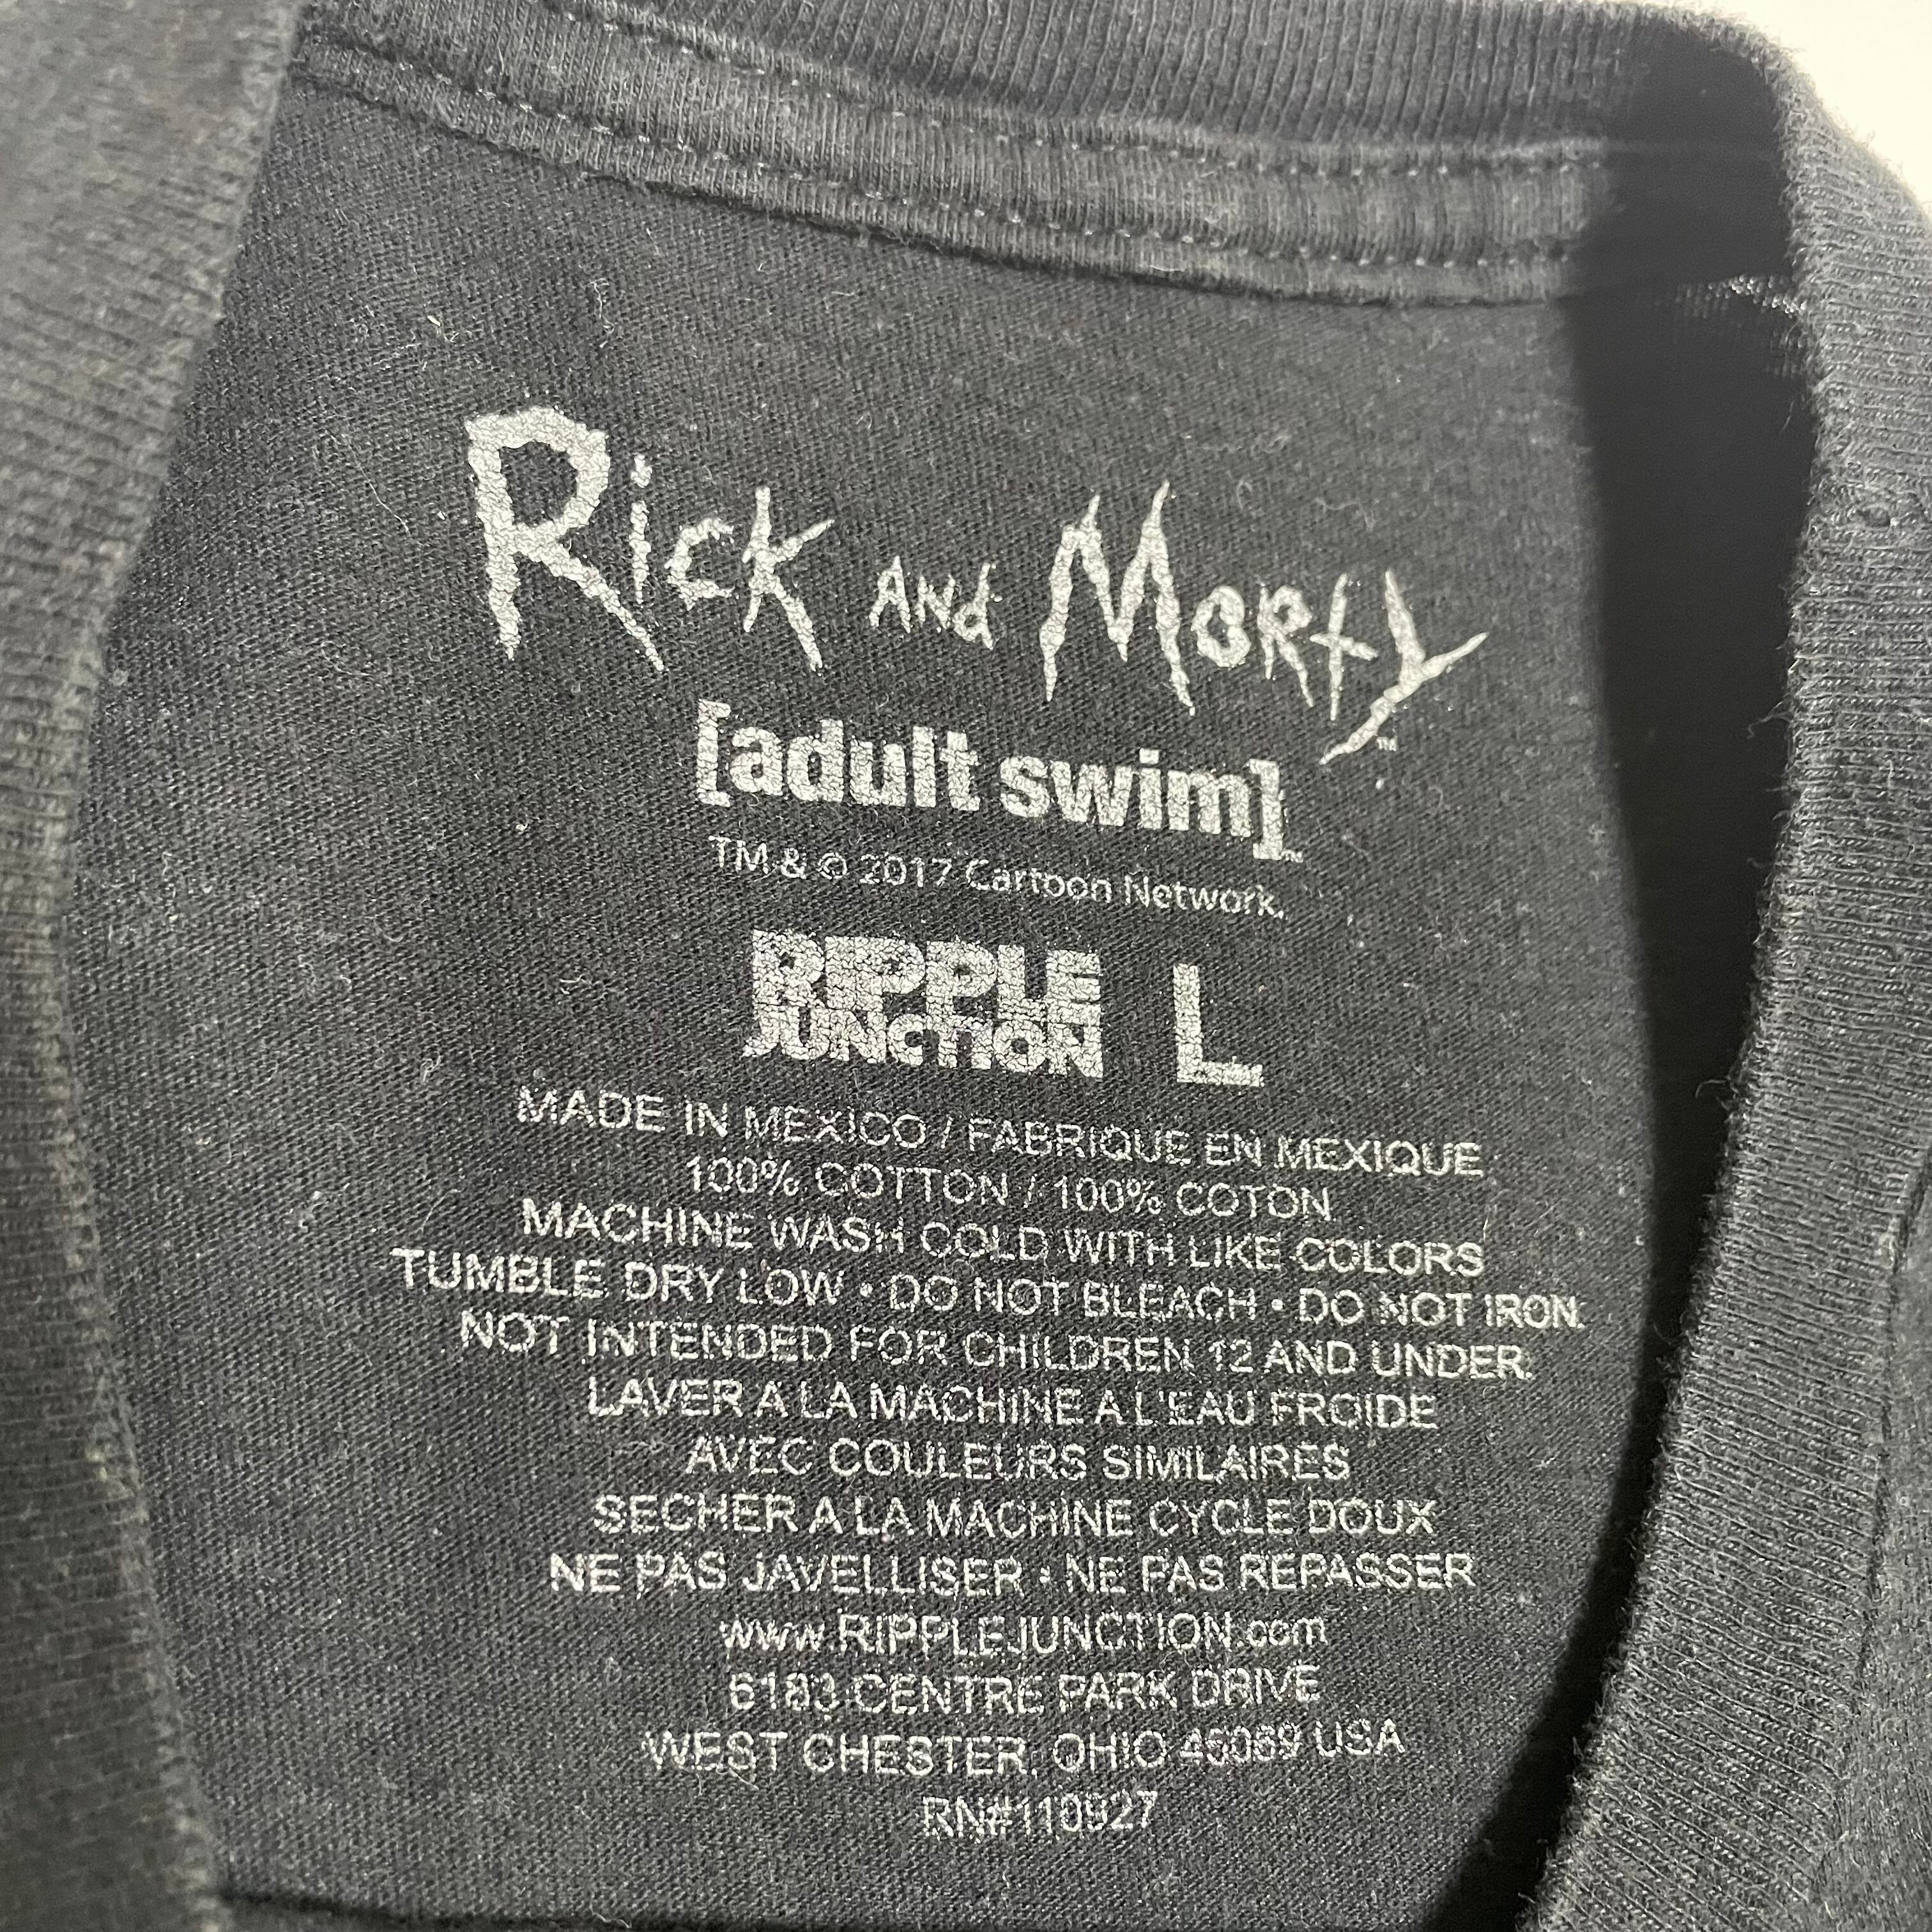 Rick and Morty™
[adult swim]™
TM & © 2017 Cartoon Network.
RIPPLE JUNCTION L
MADE IN MEXICO / FABRIQUE EN MEXIQUE
100% COTTON / 100% COTON
MACHINE WASH COLD WITH LIKE COLORS
TUMBLE DRY LOW • DO NOT BLEACH • DO NOT IRON.
NOT INTENDED FOR CHILDREN 12 AND UNDER.
LAVER A LA MACHINE A L'EAU FROIDE
AVEC COULEURS SIMILAIRES
SECHER A LA MACHINE CYCLE DOUX
NE PAS JAVELLISER • NE PAS REPASSER
www.RIPPLEJUNCTION.com
6183 CENTRE PARK DRIVE
WEST CHESTER, OHIO 45069 USA
RN#110927